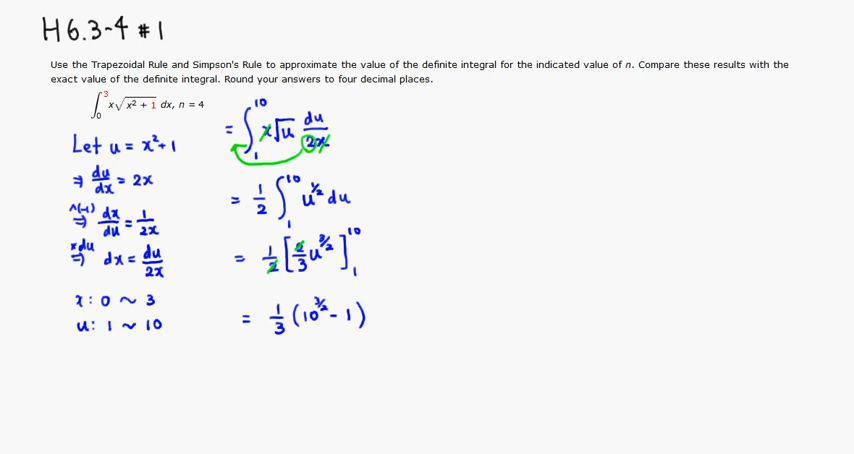 H 6.3-4 #1
Use the Trapezoidal Rule and Simpson's Rule to approximate the value of the definite integral for the indicated value of n. Compare these results with the
exact value of the definite integral. Round your answers to four decimal places.
∫₀³ x√(x² + 1) dx, n = 4
Let u = x²+1
⇒ du/dx = 2x
^(-1) ⇒ dx/du = 1/2x
×du ⇒ dx = du/2x
x: 0 ~ 3
u: 1 ~ 10
= ∫₁¹⁰ x√u du/2x
= 1/2 ∫₁¹⁰ u^½ du
= 1/2 [2/3 u^3/2]₁¹⁰
= 1/3 (10^3/2 - 1)